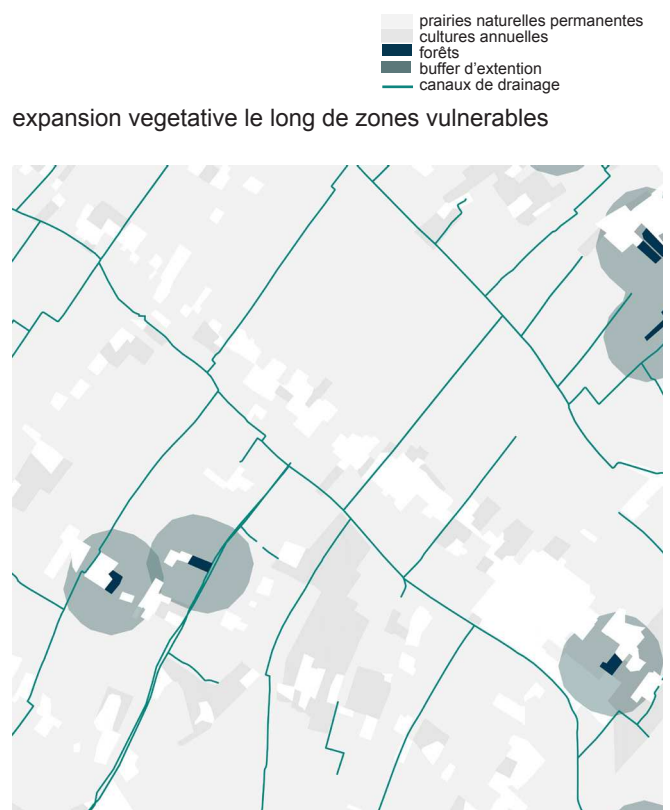 prairies naturelles permanentes
cultures annuelles
forêts
buffer d'extention
canaux de drainage
expansion vegetative le long de zones vulnerables